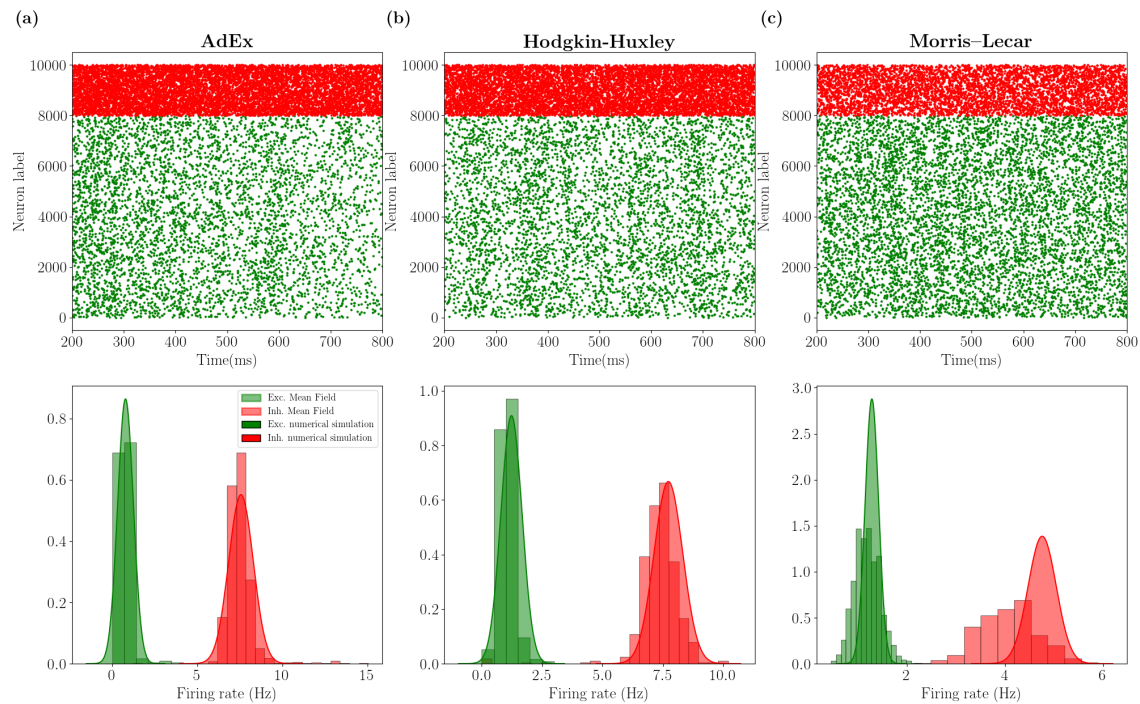 (a)
AdEx
10000
8000
6000
4000
2000
0
Neuron label
200 300 400 500 600 700 800
Time(ms)
(b)
Hodgkin-Huxley
10000
8000
6000
4000
2000
0
Neuron label
200 300 400 500 600 700 800
Time(ms)
(c)
Morris–Lecar
10000
8000
6000
4000
2000
0
Neuron label
200 300 400 500 600 700 800
Time(ms)
0.8
0.6
0.4
0.2
0.0
Exc. Mean Field
Inh. Mean Field
Exc. numerical simulation
Inh. numerical simulation
0 5 10 15
Firing rate (Hz)
1.0
0.8
0.6
0.4
0.2
0.0
0.0 2.5 5.0 7.5 10.0
Firing rate (Hz)
3.0
2.5
2.0
1.5
1.0
0.5
0.0
2 4 6
Firing rate (Hz)